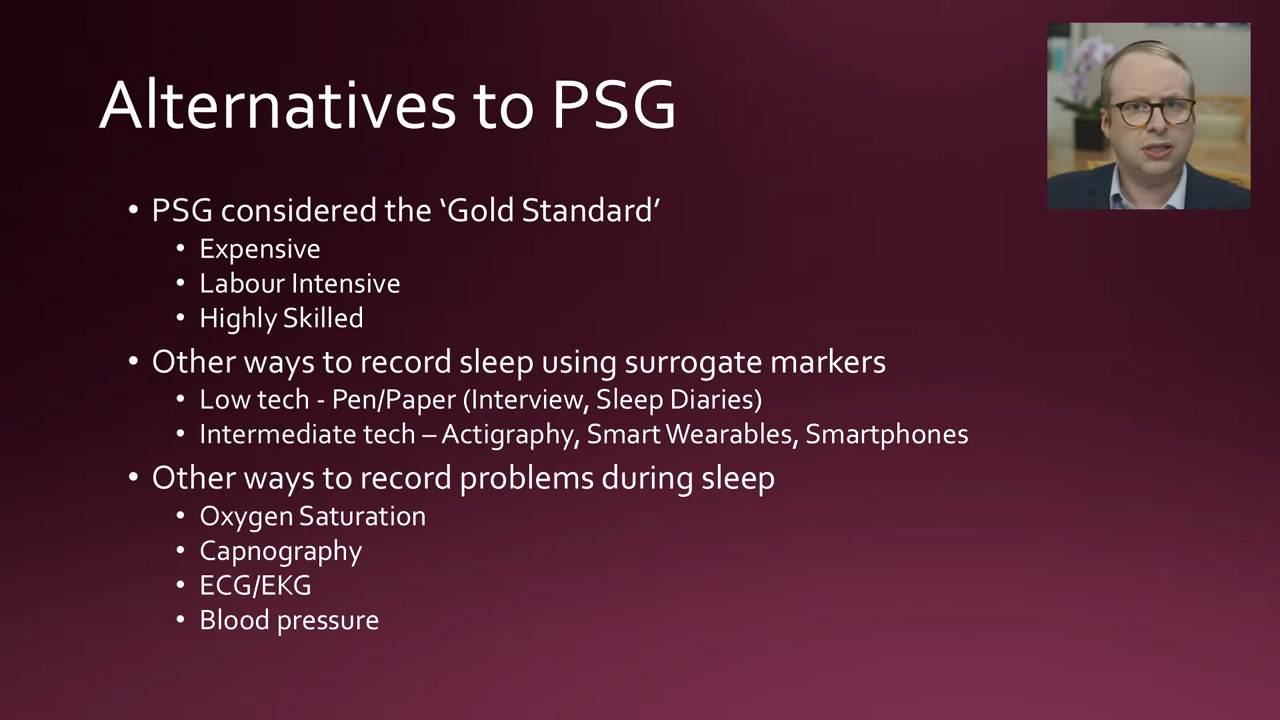 Alternatives to PSG
• PSG considered the ‘Gold Standard’
• Expensive
• Labour Intensive
• Highly Skilled
• Other ways to record sleep using surrogate markers
• Low tech - Pen/Paper (Interview, Sleep Diaries)
• Intermediate tech – Actigraphy, Smart Wearables, Smartphones
• Other ways to record problems during sleep
• Oxygen Saturation
• Capnography
• ECG/EKG
• Blood pressure